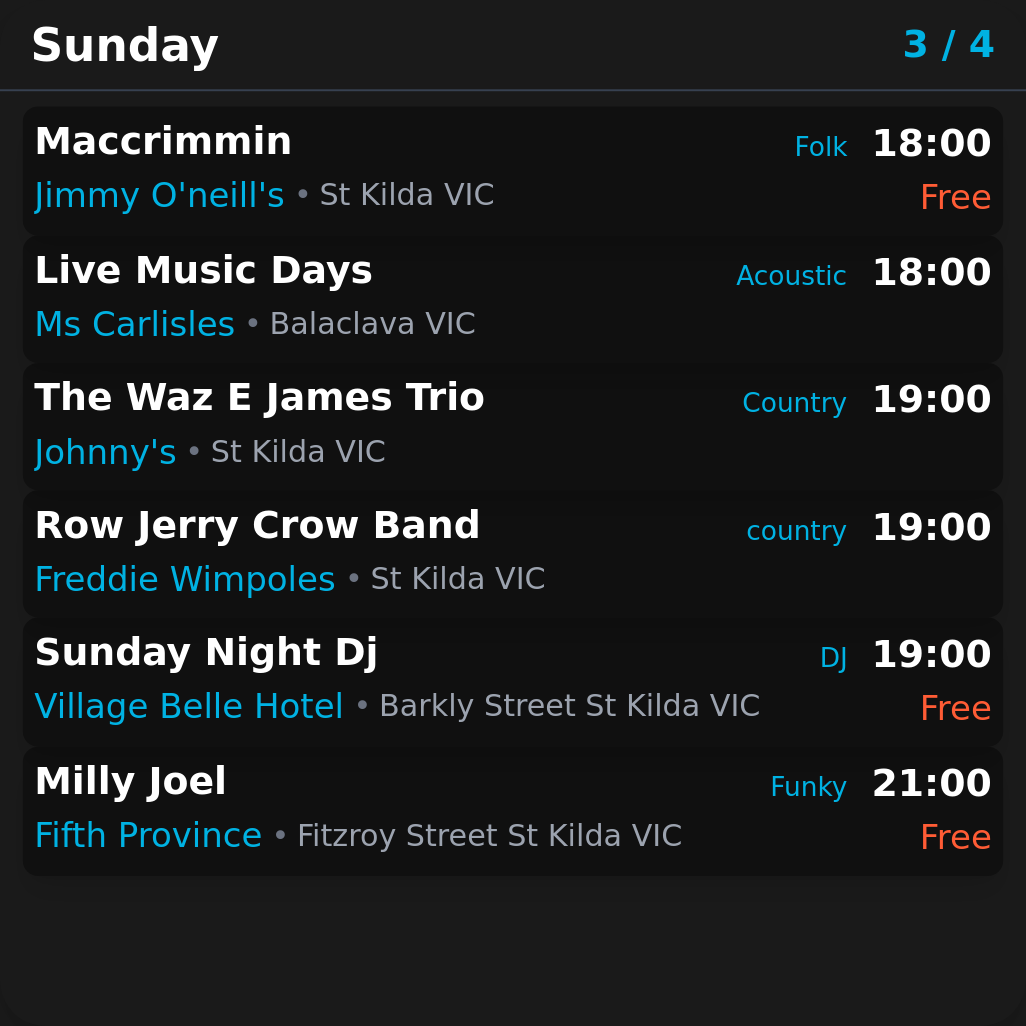 Sunday 3 / 4
Maccrimmin Folk 18:00
Jimmy O'neill's • St Kilda VIC Free
Live Music Days Acoustic 18:00
Ms Carlisles • Balaclava VIC
The Waz E James Trio Country 19:00
Johnny's • St Kilda VIC
Row Jerry Crow Band country 19:00
Freddie Wimpoles • St Kilda VIC
Sunday Night Dj DJ 19:00
Village Belle Hotel • Barkly Street St Kilda VIC Free
Milly Joel Funky 21:00
Fifth Province • Fitzroy Street St Kilda VIC Free